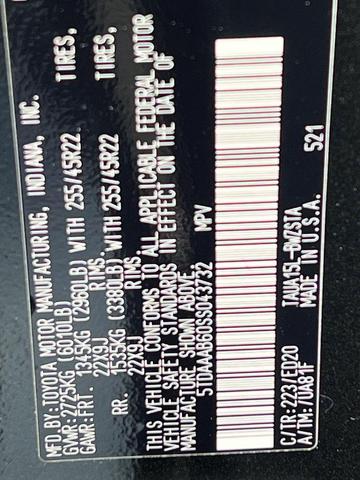 MFD.BY:TOYOTA MOTOR MANUFACTURING, INDIANA, INC.
GVWR:2725KG (6010LB)
GAWR:FRT. 1345KG (2960LB) WITH 255/45R22 TIRES,
22X9J RIMS.
RR. 1535KG (3380LB) WITH 255/45R22 TIRES,
22X9J RIMS.
THIS VEHICLE CONFORMS TO ALL APPLICABLE FEDERAL MOTOR
VEHICLE SAFETY STANDARDS IN EFFECT ON THE DATE OF
MANUFACTURE SHOWN ABOVE.
5TDAAAB60SS043732 MPV
C/TR:223/FD20 TAUA15L-BW7S1A
A/TM: 7UA81F MADE IN U.S.A. 521